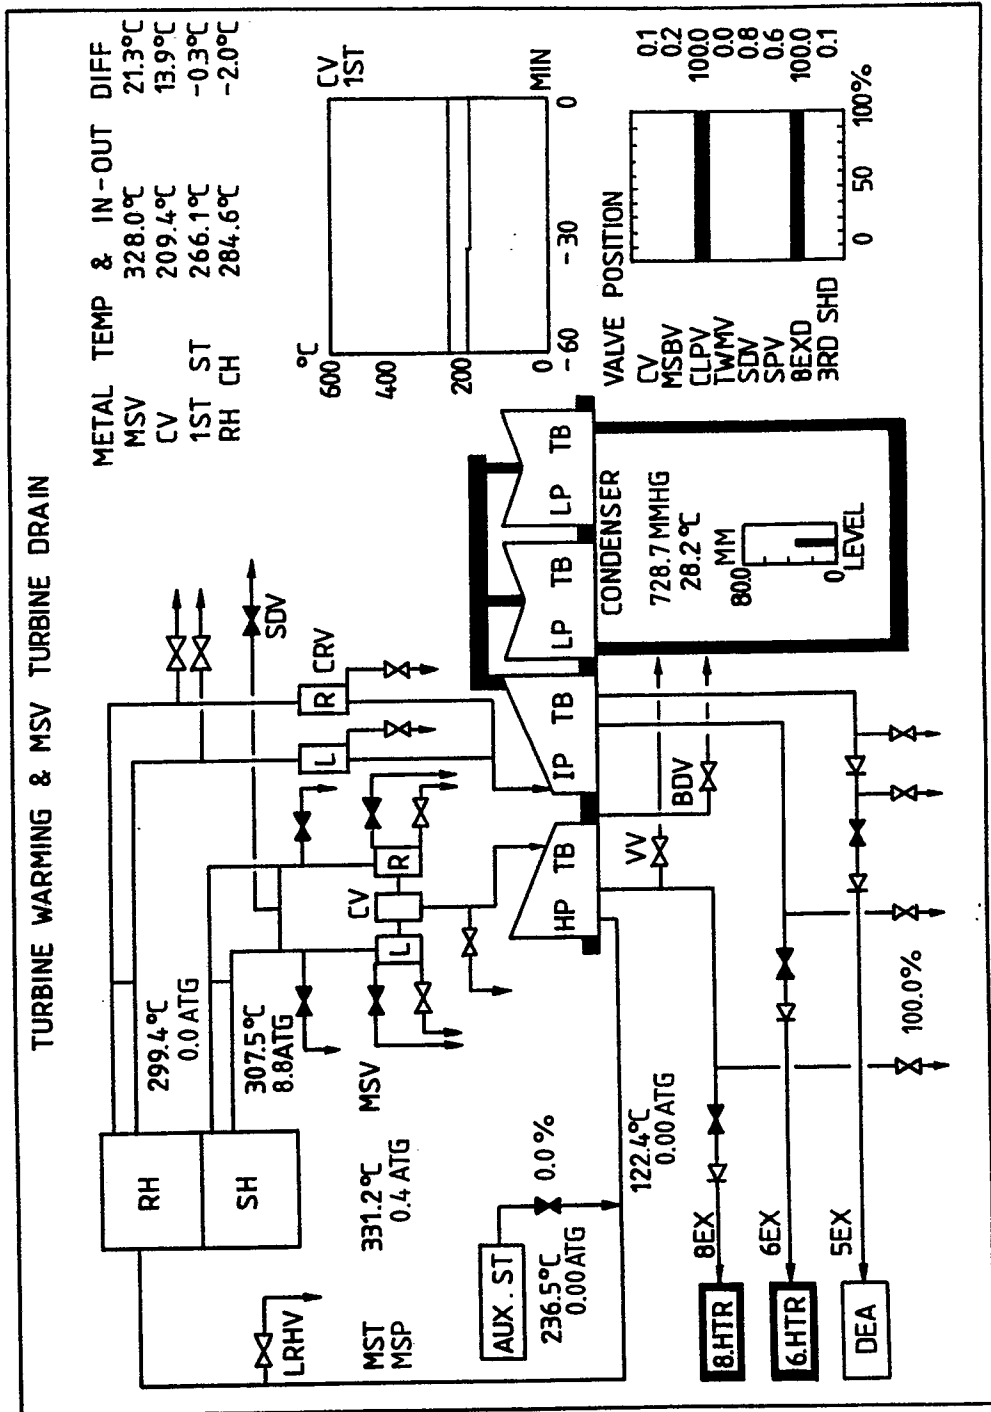 TURBINE WARMING & MSV TURBINE DRAIN
METAL TEMP & IN-OUT DIFF
MSV 328.0°C 21.3°C
CV 209.4°C 13.9°C
1ST ST 266.1°C -0.3°C
RH CH 284.6°C -2.0°C
RH
SH
299.4°C
0.0 ATG
307.5°C
8.8ATG
SDV
CRV
L
R
LRHV
MST 331.2°C
MSP 0.4 ATG
MSV
L
CV
R
°C
600
400
200
0
-60
-30
0
CV
1ST
MIN
AUX. ST
0.0%
236.5°C
0.00 ATG
HP TB
IP TB
LP TB
LP TB
122.4°C
0.00 ATG
VV
BDV
CONDENSER
728.7 MMHG
28.2°C
MM
80.0
0
LEVEL
VALVE POSITION
CV 0.1
MSBV 0.2
CLPV 100.0
TWMV 0.0
SDV 0.8
SPV 0.6
8EXD 100.0
3RD SHD 0.1
0 50 100%
8EX
8.HTR
6EX
6.HTR
5EX
DEA
100.0%